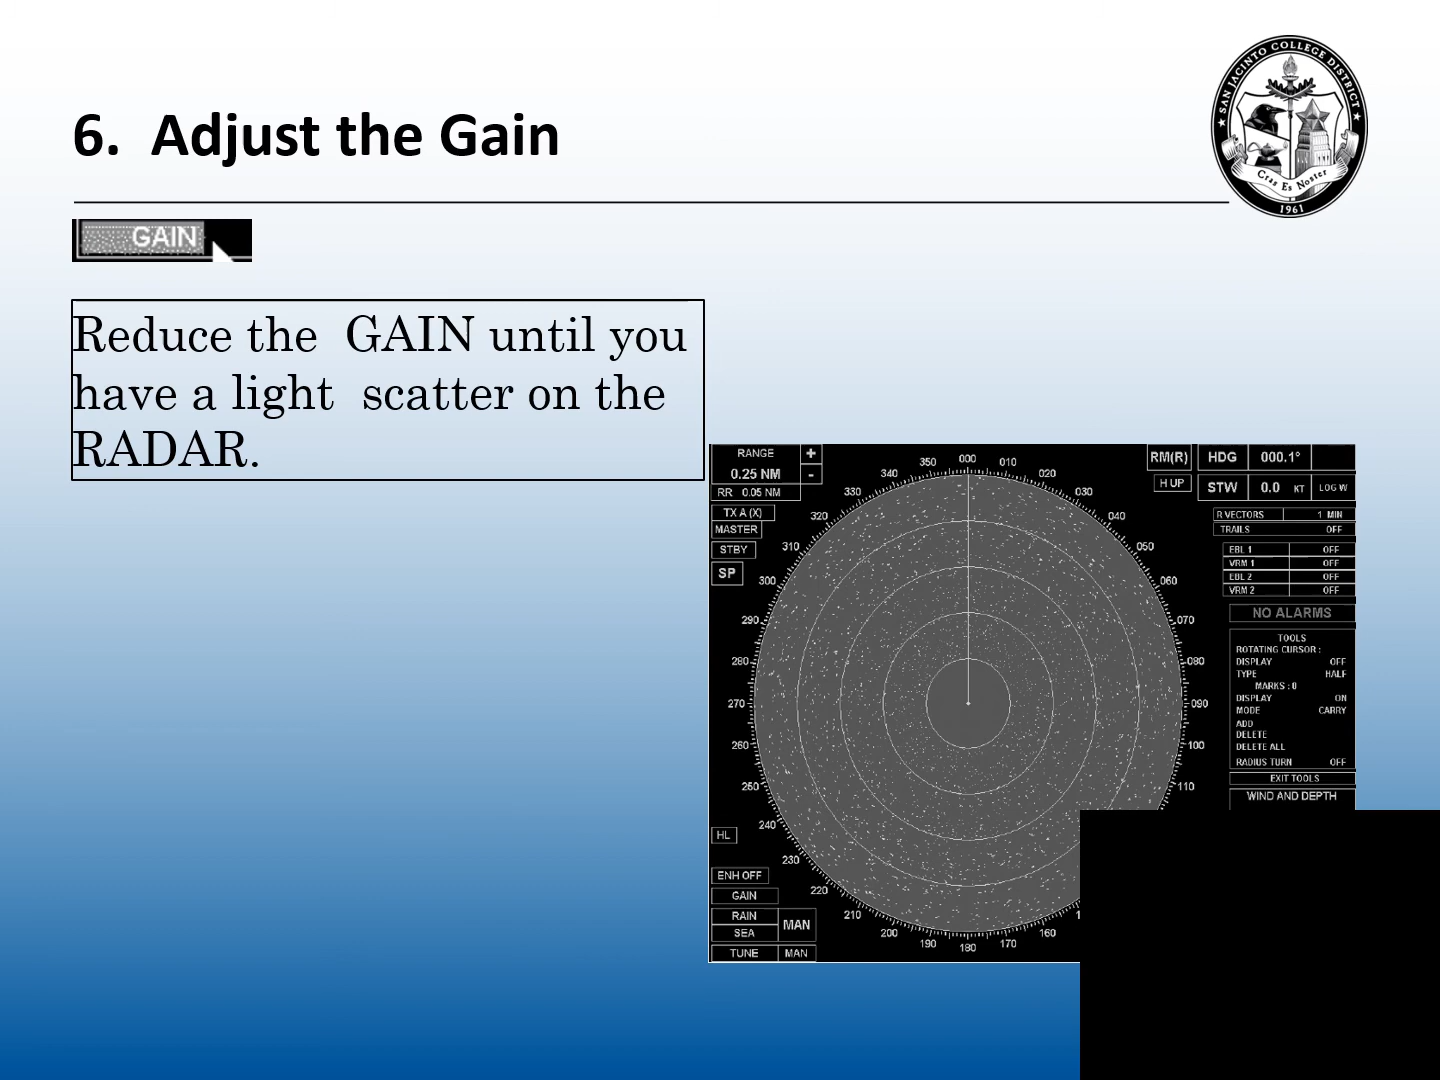 SAN JACINTO COLLEGE DISTRICT
Cras Es Noster
1961
6. Adjust the Gain
GAIN
Reduce the GAIN until you
have a light scatter on the
RADAR.
RANGE +
0.25 NM -
RR 0.05 NM
TX A (X)
MASTER
STBY
SP
HL
ENH OFF
GAIN
RAIN
SEA
MAN
TUNE MAN
000
010
020
030
040
050
060
070
080
090
100
110
160
170
180
190
200
210
220
230
240
250
260
270
280
290
300
310
320
330
340
350
RM(R)
H UP
HDG 000.1°
STW 0.0 KT LOG W
R VECTORS 1 MIN
TRAILS OFF
EBL 1 OFF
VRM 1 OFF
EBL 2 OFF
VRM 2 OFF
NO ALARMS
TOOLS
ROTATING CURSOR :
DISPLAY OFF
TYPE HALF
MARKS : 0
DISPLAY ON
MODE CARRY
ADD
DELETE
DELETE ALL
RADIUS TURN OFF
EXIT TOOLS
WIND AND DEPTH